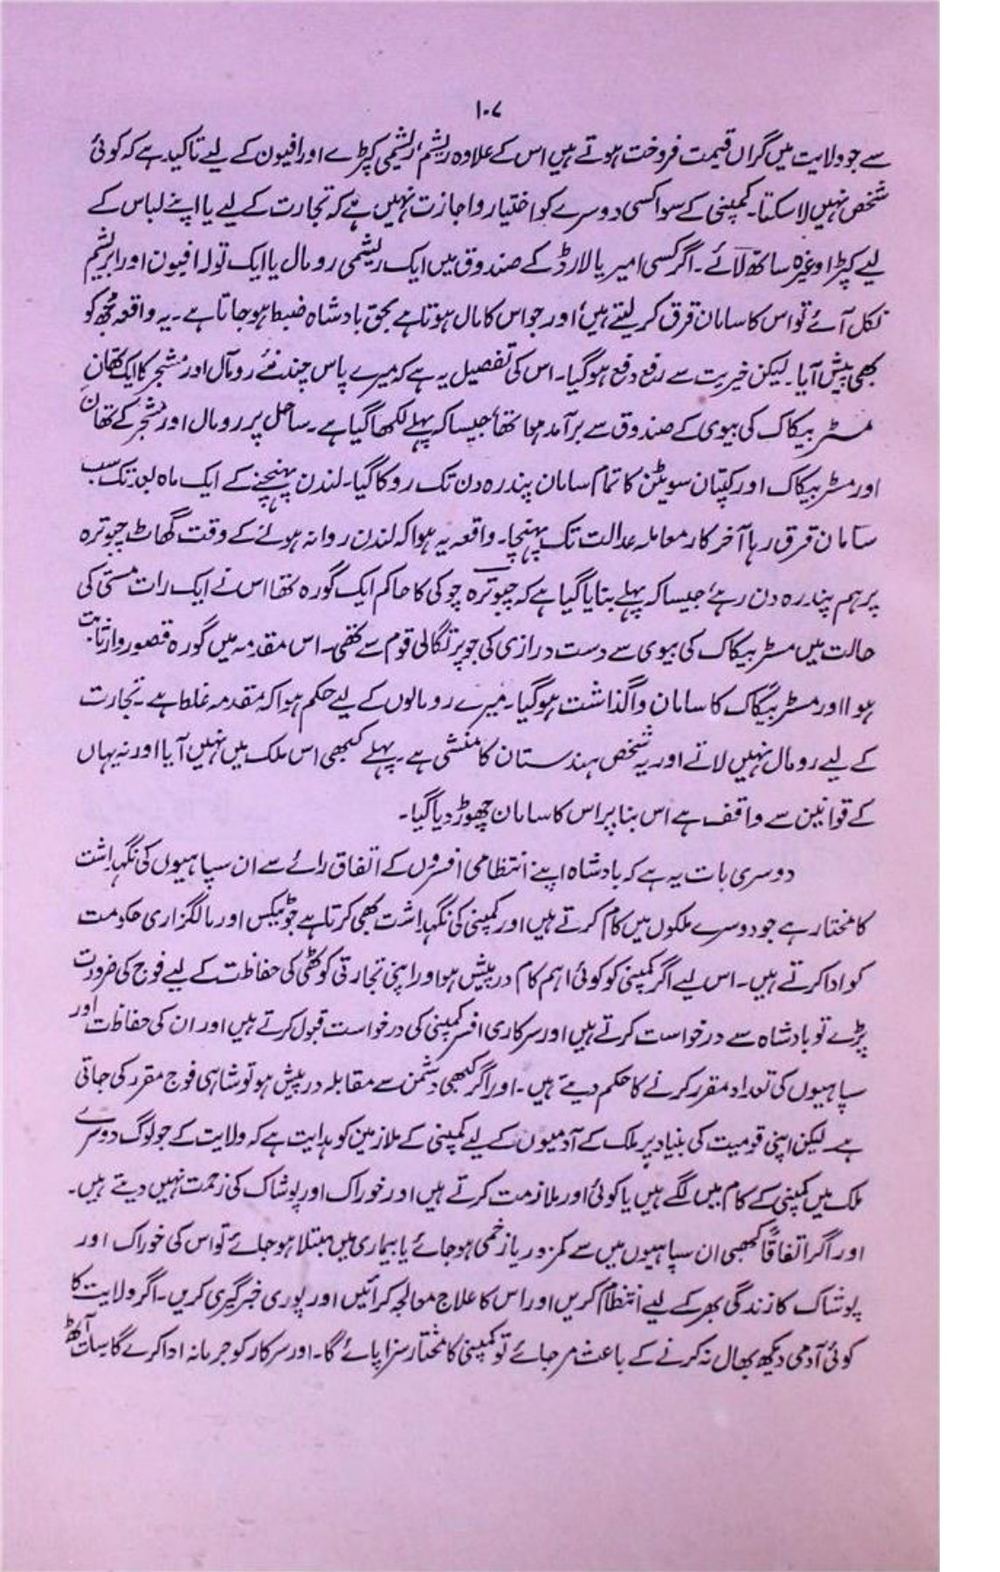 ۱۰۷
سے جو ولایت میں گراں قیمت فروخت ہوتے ہیں اس کے علاوہ ریشم، ریشمی کپڑے اور افیون کے لیے تاکید ہے کہ کوئی
شخص نہیں لا سکتا۔ کمپنی کے سوا کسی دوسرے کو اختیار و اجازت نہیں ہے کہ تجارت کے لیے یا اپنے لباس کے
لیے کپڑا وغیرہ ساتھ لائے۔ اگر کسی امیر یا لارڈ کے صندوق میں ایک ریشمی رومال یا ایک تولہ افیون اور ابریشم
نکل آئے تو اس کا سامان قرق کر لیتے ہیں، اور جو اس کا مال ہوتا ہے بحق بادشاہ ضبط ہو جاتا ہے۔ یہ واقعہ مجھ کو
بھی پیش آیا۔ لیکن خیریت سے رفع دفع ہو گیا۔ اس کی تفصیل یہ ہے کہ میرے پاس چند نئے رومال اور مشجر کا ایک تھان
مسٹر پیکاک کی بیوی کے صندوق سے برآمد ہوا تھا، جیسا کہ پہلے لکھا گیا ہے۔ ساحل پر رومال اور مشجر کے تھان
اور مسٹر پیکاک اور کپتان سویٹن کا تمام سامان پندرہ دن تک روکا گیا۔ لندن پہنچنے کے ایک ماہ بعد تک سب
سامان قرق رہا آخر کار معاملہ عدالت تک پہنچا۔ واقعہ یہ ہوا کہ لندن روانہ ہونے کے وقت گھاٹ چبوترہ
پر ہم پندرہ دن رہے، جیسا کہ پہلے بتایا گیا ہے کہ چبوترہ چوکی کا حاکم ایک گورہ تھا اس نے ایک رات مستی کی
حالت میں مسٹر پیکاک کی بیوی سے دست درازی کی جو پرتگالی قوم سے تھی۔ اس مقدمہ میں گورہ قصوروار ثابت
ہوا اور مسٹر پیکاک کا سامان واگذاشت ہو گیا۔ میرے رومالوں کے لیے حکم ہوا کہ مقدمہ غلط ہے۔ تجارت
کے لیے رومال نہیں لائے اور یہ شخص ہندستان کا منشی ہے۔ پہلے کبھی اس ملک میں نہیں آیا اور نہ یہاں
کے قوانین سے واقف ہے اس بنا پر اس کا سامان چھوڑ دیا گیا۔
دوسری بات یہ ہے کہ بادشاہ اپنے انتظامی افسروں کے اتفاق رائے سے ان سپاہیوں کی نگہداشت
کا مختار ہے جو دوسرے ملکوں میں کام کرتے ہیں اور کمپنی کی نگہداشت بھی کرتا ہے جو ٹیکس اور مالگزاری حکومت
کو ادا کرتے ہیں۔ اس لیے اگر کمپنی کو کوئی اہم کام درپیش ہو اور اپنی تجارتی کوٹھی کی حفاظت کے لیے فوج کی ضرورت
پڑے تو بادشاہ سے درخواست کرتے ہیں اور سرکاری افسر کمپنی کی درخواست قبول کرتے ہیں اور ان کی حفاظت اور
سپاہیوں کی تعداد مقرر کرنے کا حکم دیتے ہیں۔ اور اگر کبھی دشمن سے مقابلہ درپیش ہو تو شاہی فوج مقرر کی جاتی
ہے۔ لیکن اپنی قومیت کی بنیاد پر ملک کے آدمیوں کے لیے کمپنی کے ملازمین کو ہدایت ہے کہ ولایت کے جو لوگ دوسرے
ملک میں کمپنی کے کام میں لگے ہیں یا کوئی اور ملازمت کرتے ہیں اور خوراک اور پوشاک کی زحمت نہیں دیتے ہیں۔
اور اگر اتفاقاً کبھی ان سپاہیوں میں سے کمزور یا زخمی ہو جائے یا بیماری میں مبتلا ہو جائے تو اس کی خوراک اور
پوشاک کا زندگی بھر کے لیے انتظام کریں اور اس کا علاج معالجہ کرائیں اور پوری خبرگیری کریں۔ اگر ولایت کا
کوئی آدمی دیکھ بھال نہ کرنے کے باعث مر جائے تو کمپنی کا مختار سزا پائے گا۔ اور سرکار کو جرمانہ ادا کرے گا سات آٹھ